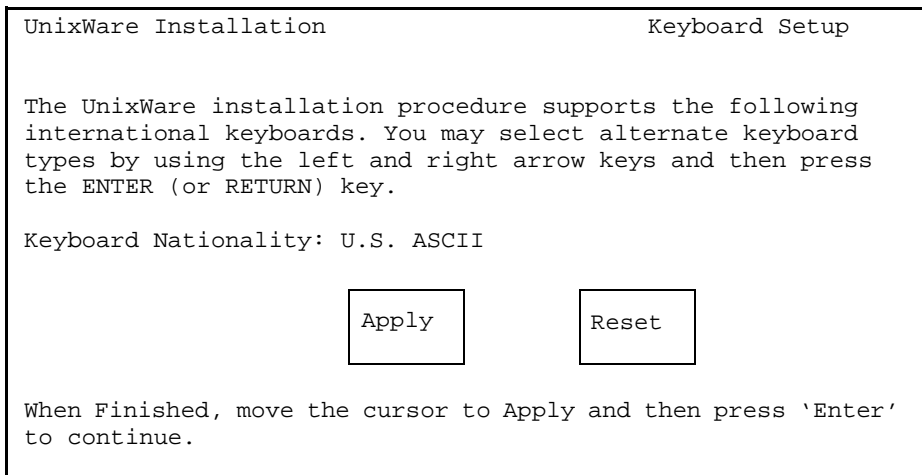 UnixWare Installation Keyboard Setup
The UnixWare installation procedure supports the following
international keyboards. You may select alternate keyboard
types by using the left and right arrow keys and then press
the ENTER (or RETURN) key.
Keyboard Nationality: U.S. ASCII
Apply Reset
When Finished, move the cursor to Apply and then press ‘Enter’
to continue.